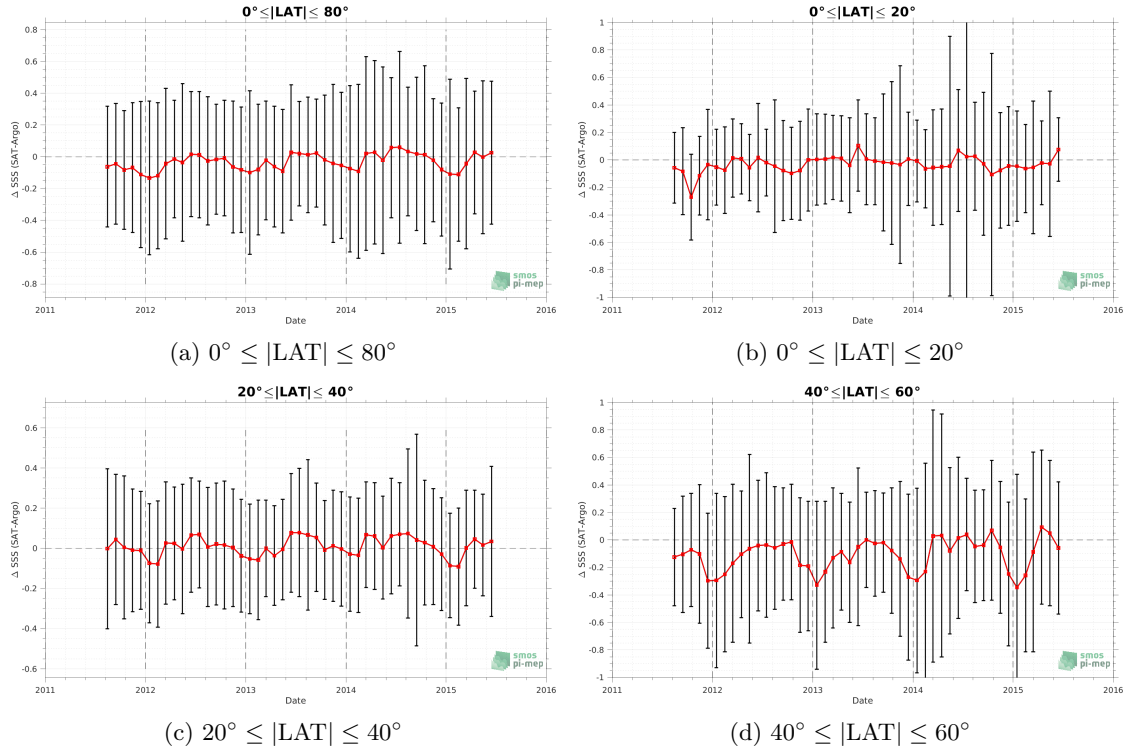 0°≤|LAT|≤ 80°
0.8
0.6
0.4
0.2
0
-0.2
-0.4
-0.6
-0.8
Δ SSS (SAT-Argo)
2011 2012 2013 2014 2015 2016
Date
smos
pi-mep
(a) 0° ≤ |LAT| ≤ 80°
0°≤|LAT|≤ 20°
1
0.8
0.6
0.4
0.2
0
-0.2
-0.4
-0.6
-0.8
-1
Δ SSS (SAT-Argo)
2011 2012 2013 2014 2015 2016
Date
smos
pi-mep
(b) 0° ≤ |LAT| ≤ 20°
20°≤|LAT|≤ 40°
0.6
0.4
0.2
0
-0.2
-0.4
-0.6
Δ SSS (SAT-Argo)
2011 2012 2013 2014 2015 2016
Date
smos
pi-mep
(c) 20° ≤ |LAT| ≤ 40°
40°≤|LAT|≤ 60°
1
0.8
0.6
0.4
0.2
0
-0.2
-0.4
-0.6
-0.8
-1
Δ SSS (SAT-Argo)
2011 2012 2013 2014 2015 2016
Date
smos
pi-mep
(d) 40° ≤ |LAT| ≤ 60°